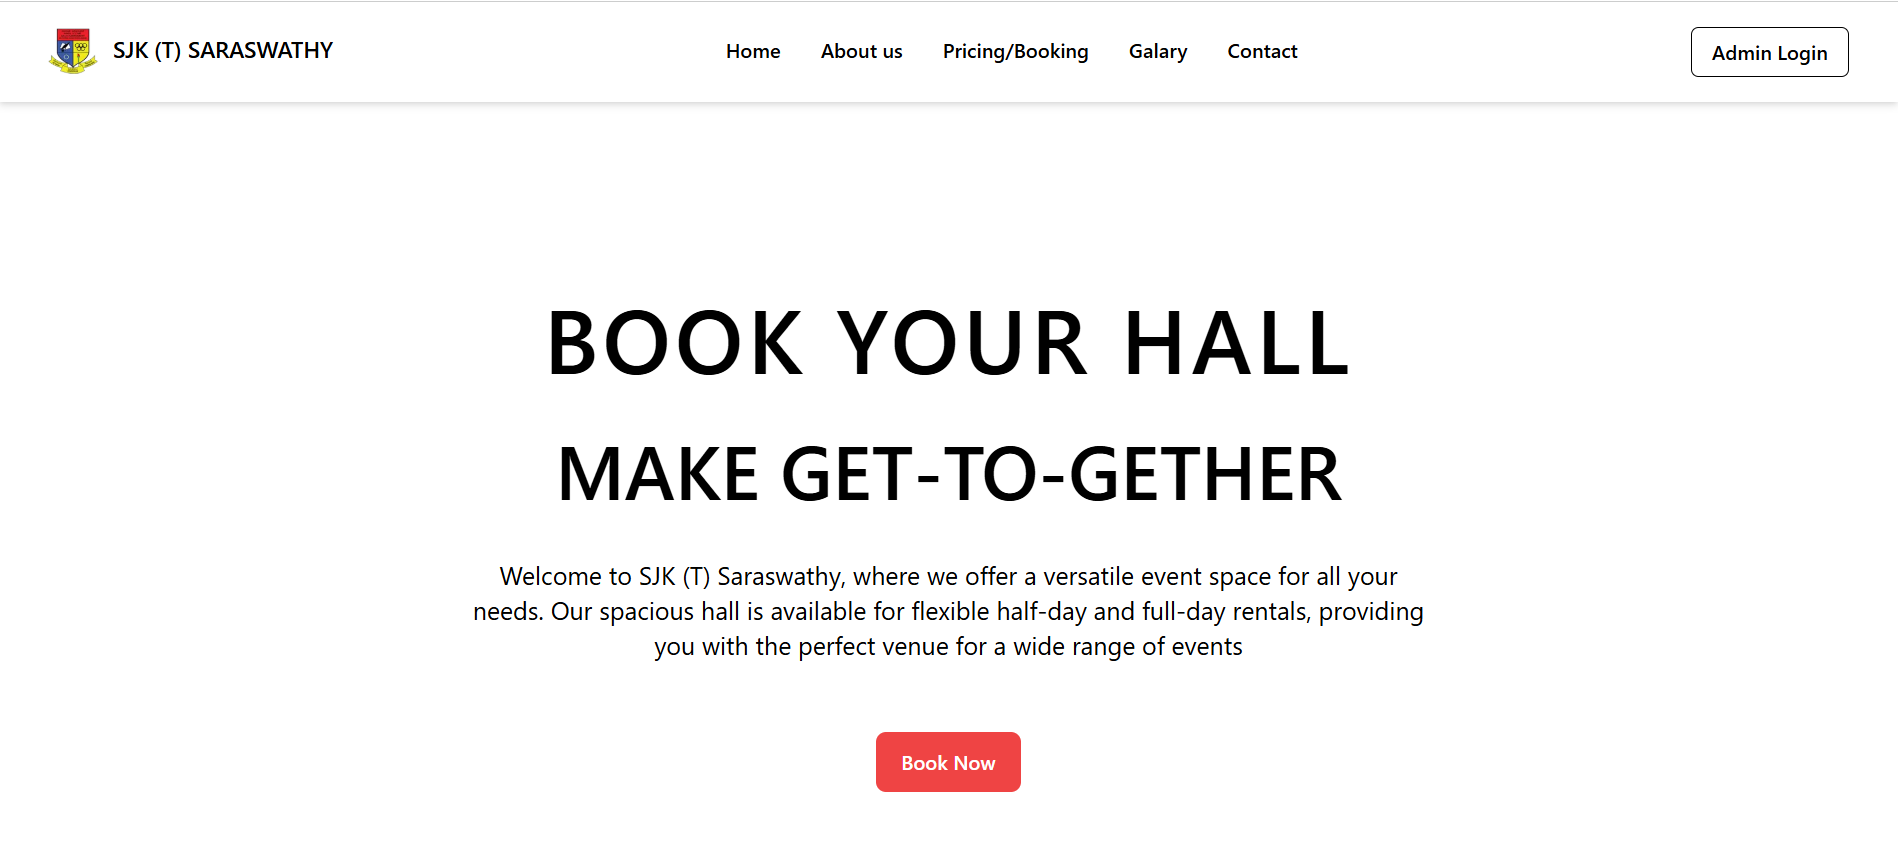 SJK (T) SARASWATHY
Home About us Pricing/Booking Galary Contact
Admin Login
BOOK YOUR HALL
MAKE GET-TO-GETHER
Welcome to SJK (T) Saraswathy, where we offer a versatile event space for all your
needs. Our spacious hall is available for flexible half-day and full-day rentals, providing
you with the perfect venue for a wide range of events
Book Now